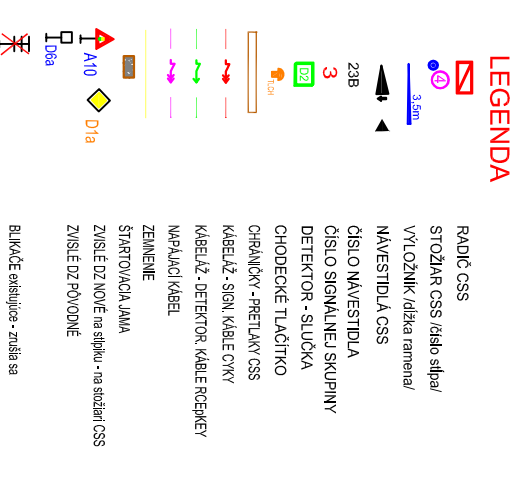 LEGENDA
RADIČ CSS
4
C
STOŽIAR CSS /číslo stĺpa/
3,5m
VÝLOŽNÍK /dĺžka ramena/
NÁVESTIDLÁ CSS
23B
ČÍSLO NÁVESTIDLA
3
ČÍSLO SIGNÁLNEJ SKUPINY
D2
DETEKTOR - SLUČKA
TLCH
CHODECKÉ TLAČÍTKO
CHRÁNIČKY - PRETLAKY CSS
KÁBELÁŽ - SIGN. KÁBLE CYKY
KÁBELÁŽ - DETEKTOR. KÁBLE RCEpKEY
NAPÁJACÍ KÁBEL
ZEMNENIE
ŠTARTOVACIA JAMA
A10
D1a
ZVISLÉ DZ NOVÉ na stĺpiku - na stožiari CSS
D6a
ZVISLÉ DZ PÔVODNÉ
BLIKAČE existujúce - zrušia sa